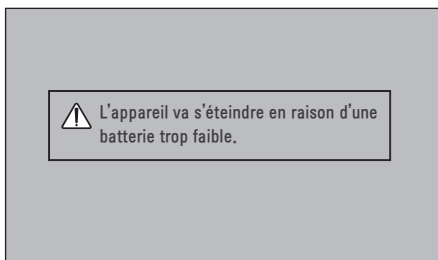 L'appareil va s'éteindre en raison d'une
batterie trop faible.